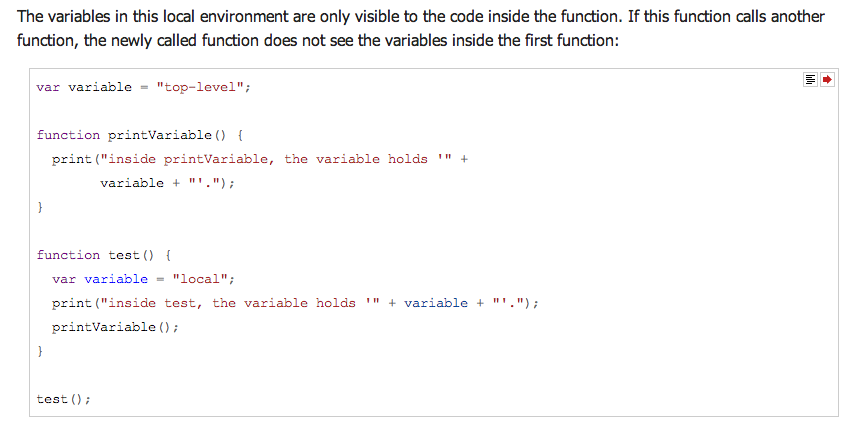 The variables in this local environment are only visible to the code inside the function. If this function calls another
function, the newly called function does not see the variables inside the first function:
var variable = "top-level";
function printVariable() {
  print("inside printVariable, the variable holds '" +
        variable + "'.");
}
function test() {
  var variable = "local";
  print("inside test, the variable holds '" + variable + "'.");
  printVariable();
}
test();